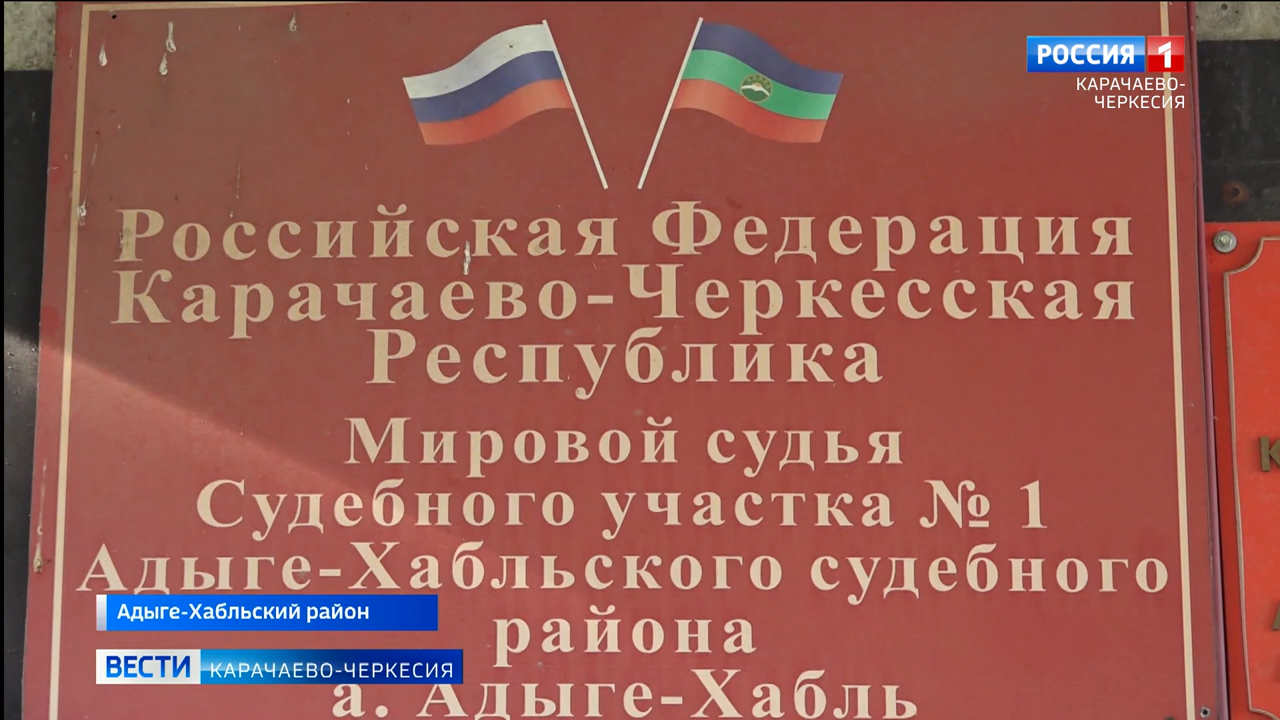 РОССИЯ 1
КАРАЧАЕВО-
ЧЕРКЕСИЯ
Российская Федерация
Карачаево-Черкесская
Республика
Мировой судья
Судебного участка № 1
Адыге-Хабльского судебного
района
а. Адыге-Хабль
Адыге-Хабльский район
ВЕСТИ КАРАЧАЕВО-ЧЕРКЕСИЯ